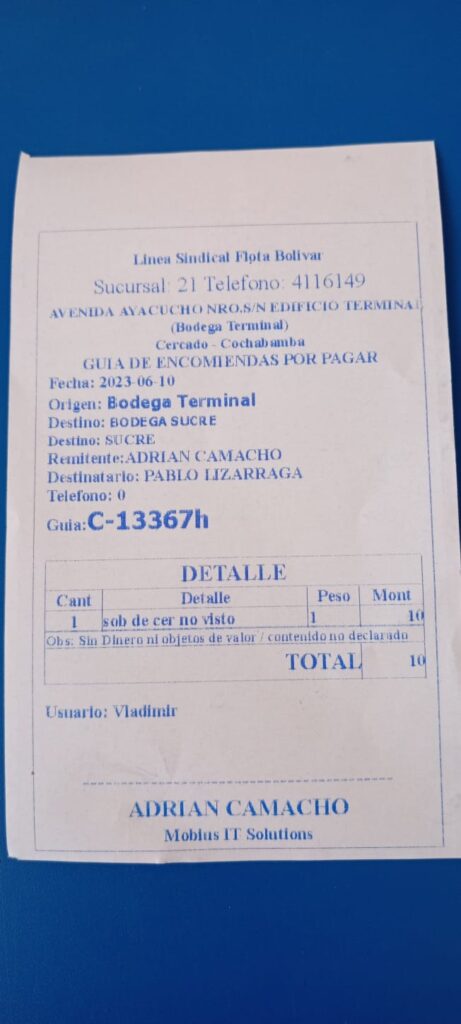 Linea Sindical Flota Bolivar
Sucursal: 21 Telefono: 4116149
AVENIDA AYACUCHO NRO.S/N EDIFICIO TERMINAL
(Bodega Terminal)
Cercado - Cochabamba
GUIA DE ENCOMIENDAS POR PAGAR
Fecha: 2023-06-10
Origen: Bodega Terminal
Destino: BODEGA SUCRE
Destino: SUCRE
Remitente:ADRIAN CAMACHO
Destinatario: PABLO LIZARRAGA
Telefono: 0
Guia:C-13367h
DETALLE
Cant Detalle Peso Mont
1 sob de cer no visto 1 10
Obs: Sin Dinero ni objetos de valor / contenido no declarado
TOTAL 10
Usuario: Vladimir
ADRIAN CAMACHO
Mobius IT Solutions